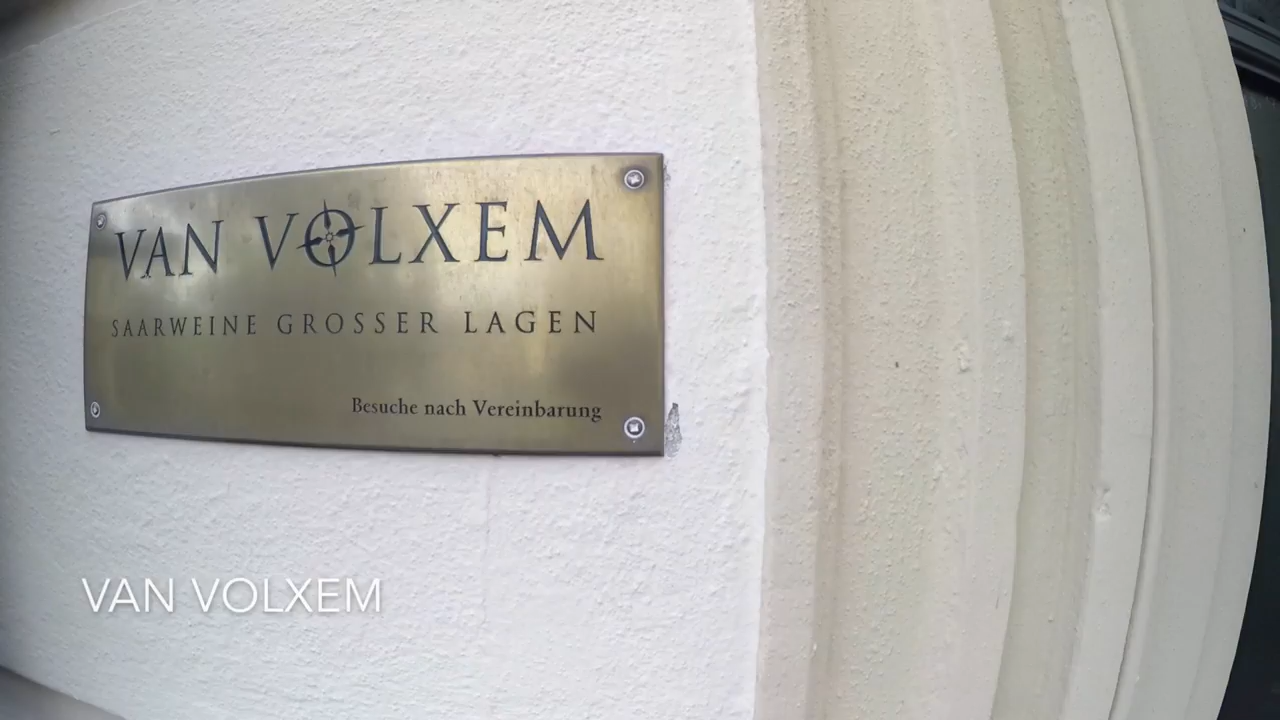 VAN VOLXEM
SAARWEINE GROSSER LAGEN
Besuche nach Vereinbarung
VAN VOLXEM